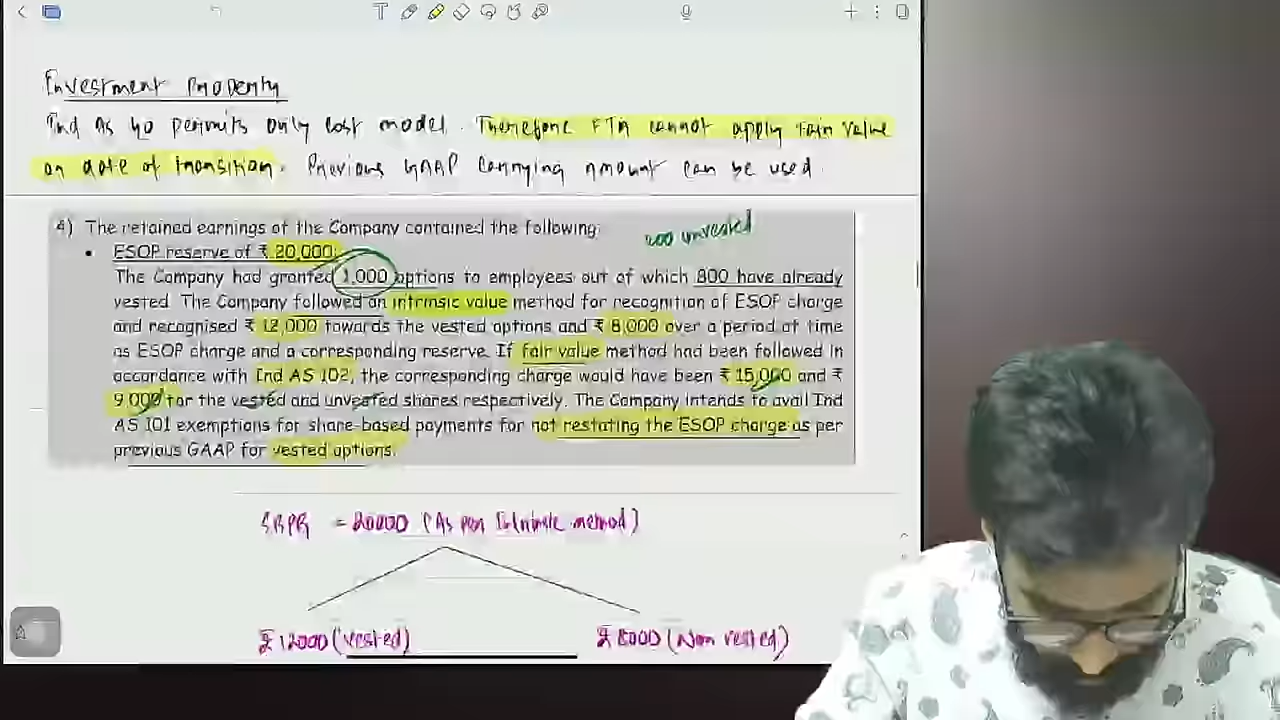 Investment Property
Ind As 40 permits only cost model. Therefore FTA cannot apply fair value
on date of transition. Previous GAAP carrying amount can be used.
4) The retained earnings of the Company contained the following:
200 unvested
• ESOP reserve of ₹ 20,000:
The Company had granted 1,000 options to employees out of which 800 have already
vested. The Company followed an intrinsic value method for recognition of ESOP charge
and recognised ₹ 12,000 towards the vested options and ₹ 8,000 over a period of time
as ESOP charge and a corresponding reserve. If fair value method had been followed in
accordance with Ind AS 102, the corresponding charge would have been ₹ 15,000 and ₹
9,000 for the vested and unvested shares respectively. The Company intends to avail Ind
AS 101 exemptions for share-based payments for not restating the ESOP charge as per
previous GAAP for vested options.
SBPR = 20000 (As per Intrinsic method)
₹12000 (vested) ₹8000 (Non vested)